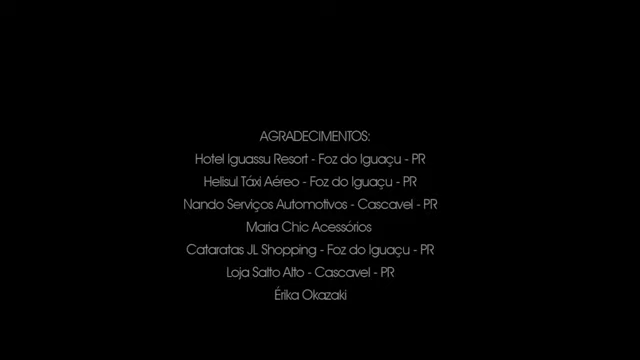 AGRADECIMENTOS:
Hotel Iguassu Resort - Foz do Iguaçu - PR
Helisul Táxi Aéreo - Foz do Iguaçu - PR
Nando Serviços Automotivos - Cascavel - PR
Maria Chic Acessórios
Cataratas JL Shopping - Foz do Iguaçu - PR
Loja Salto Alto - Cascavel - PR
Érika Okazaki